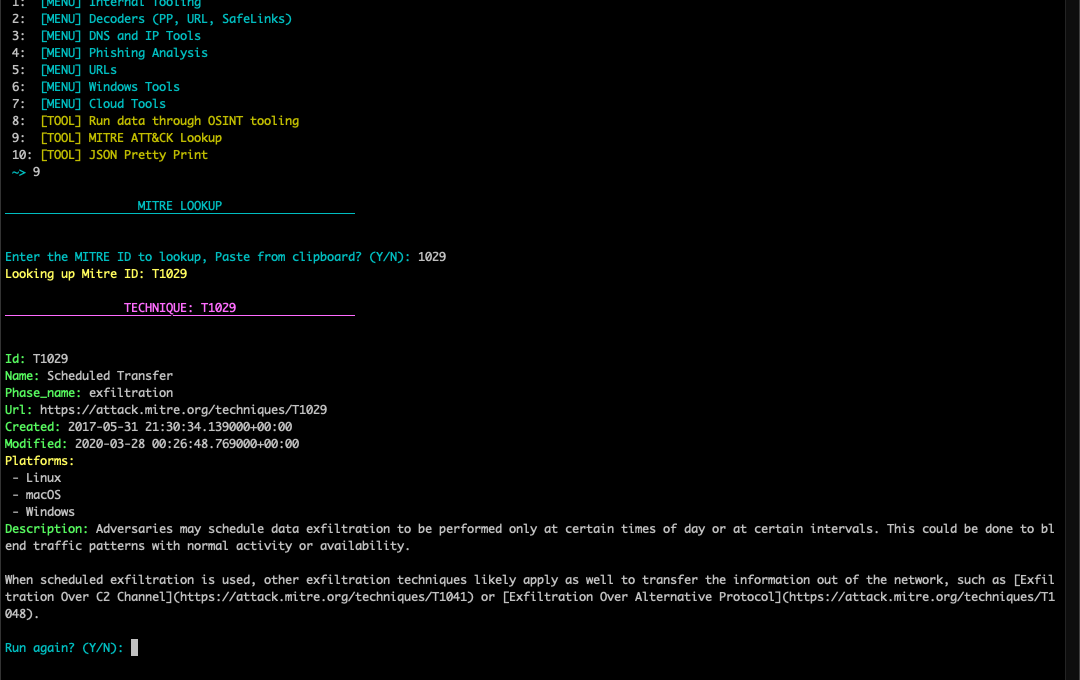 1:  [MENU] Internal Tooling
2:  [MENU] Decoders (PP, URL, SafeLinks)
3:  [MENU] DNS and IP Tools
4:  [MENU] Phishing Analysis
5:  [MENU] URLs
6:  [MENU] Windows Tools
7:  [MENU] Cloud Tools
8:  [TOOL] Run data through OSINT tooling
9:  [TOOL] MITRE ATT&CK Lookup
10: [TOOL] JSON Pretty Print
~> 9
MITRE LOOKUP
Enter the MITRE ID to lookup, Paste from clipboard? (Y/N): 1029
Looking up Mitre ID: T1029
TECHNIQUE: T1029
Id: T1029
Name: Scheduled Transfer
Phase_name: exfiltration
Url: https://attack.mitre.org/techniques/T1029
Created: 2017-05-31 21:30:34.139000+00:00
Modified: 2020-03-28 00:26:48.769000+00:00
Platforms:
- Linux
- macOS
- Windows
Description: Adversaries may schedule data exfiltration to be performed only at certain times of day or at certain intervals. This could be done to bl
end traffic patterns with normal activity or availability.
When scheduled exfiltration is used, other exfiltration techniques likely apply as well to transfer the information out of the network, such as [Exfil
tration Over C2 Channel](https://attack.mitre.org/techniques/T1041) or [Exfiltration Over Alternative Protocol](https://attack.mitre.org/techniques/T1
048).
Run again? (Y/N):